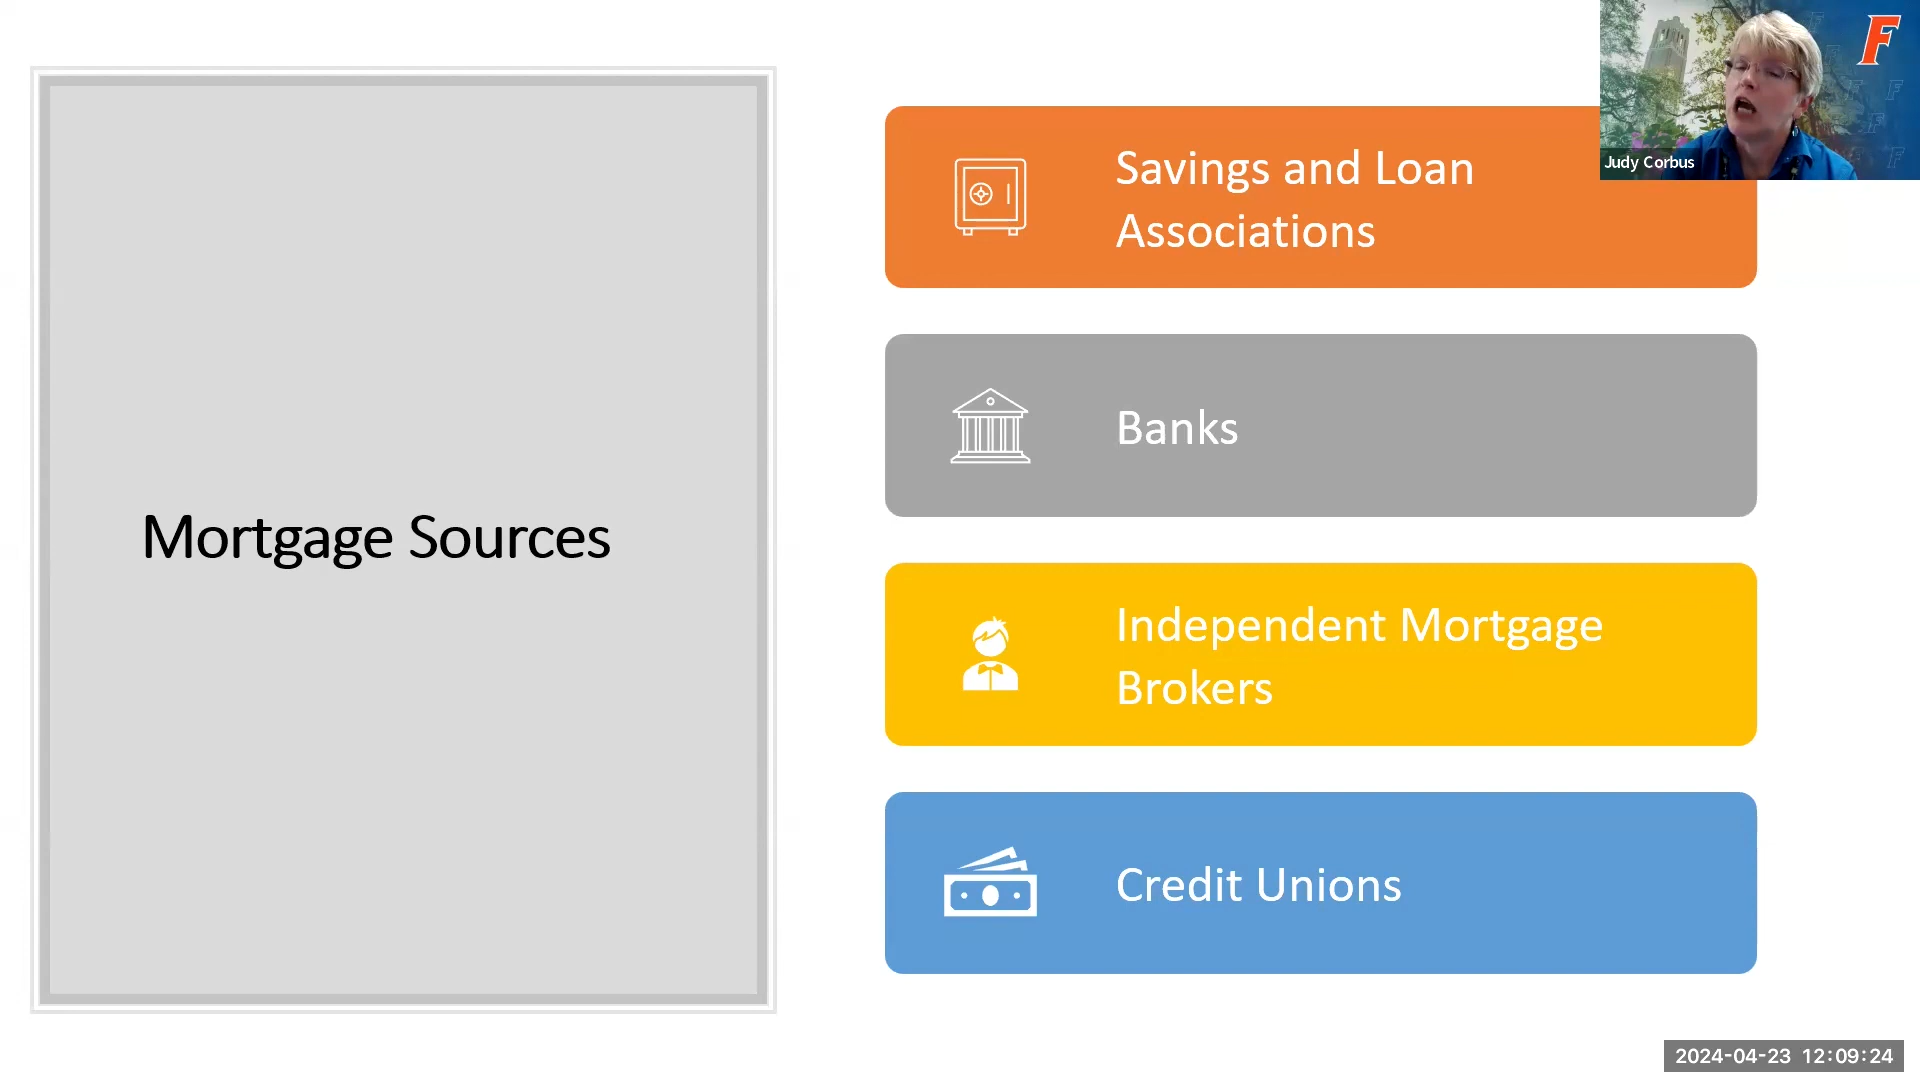 Mortgage Sources
Savings and Loan
Associations
Banks
Independent Mortgage
Brokers
Credit Unions
F
Judy Corbus
2024-04-23 12:09:24